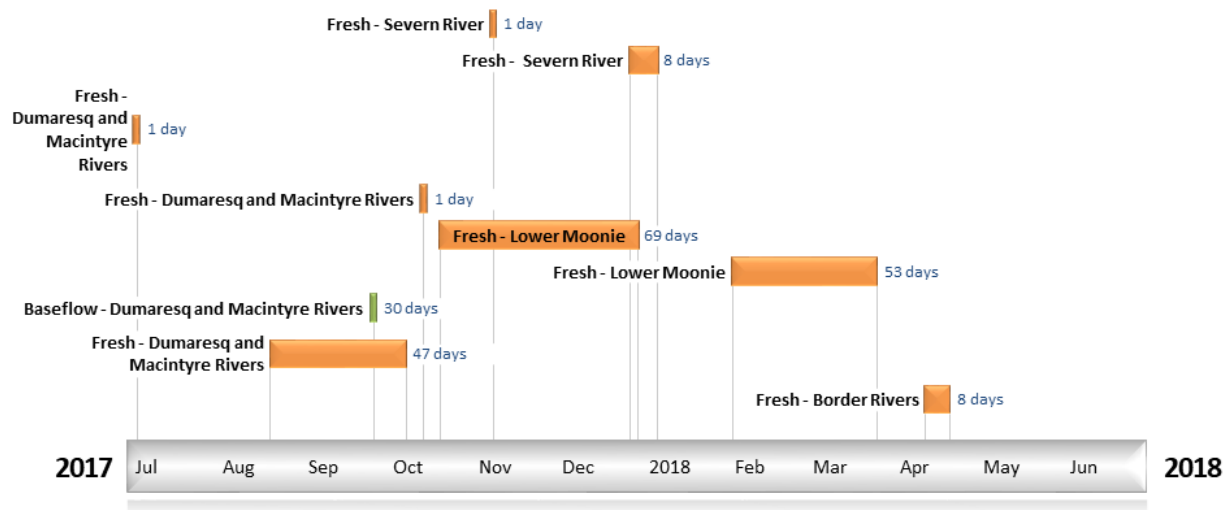 Fresh - Severn River 1 day
Fresh -  Severn River 8 days
Fresh -
Dumaresq and
Macintyre
Rivers
1 day
Fresh - Dumaresq and Macintyre Rivers 1 day
Fresh - Lower Moonie 69 days
Fresh - Lower Moonie 53 days
Baseflow - Dumaresq and Macintyre Rivers 30 days
Fresh - Dumaresq and
Macintyre Rivers
47 days
Fresh - Border Rivers 8 days
2017 Jul Aug Sep Oct Nov Dec 2018 Feb Mar Apr May Jun 2018